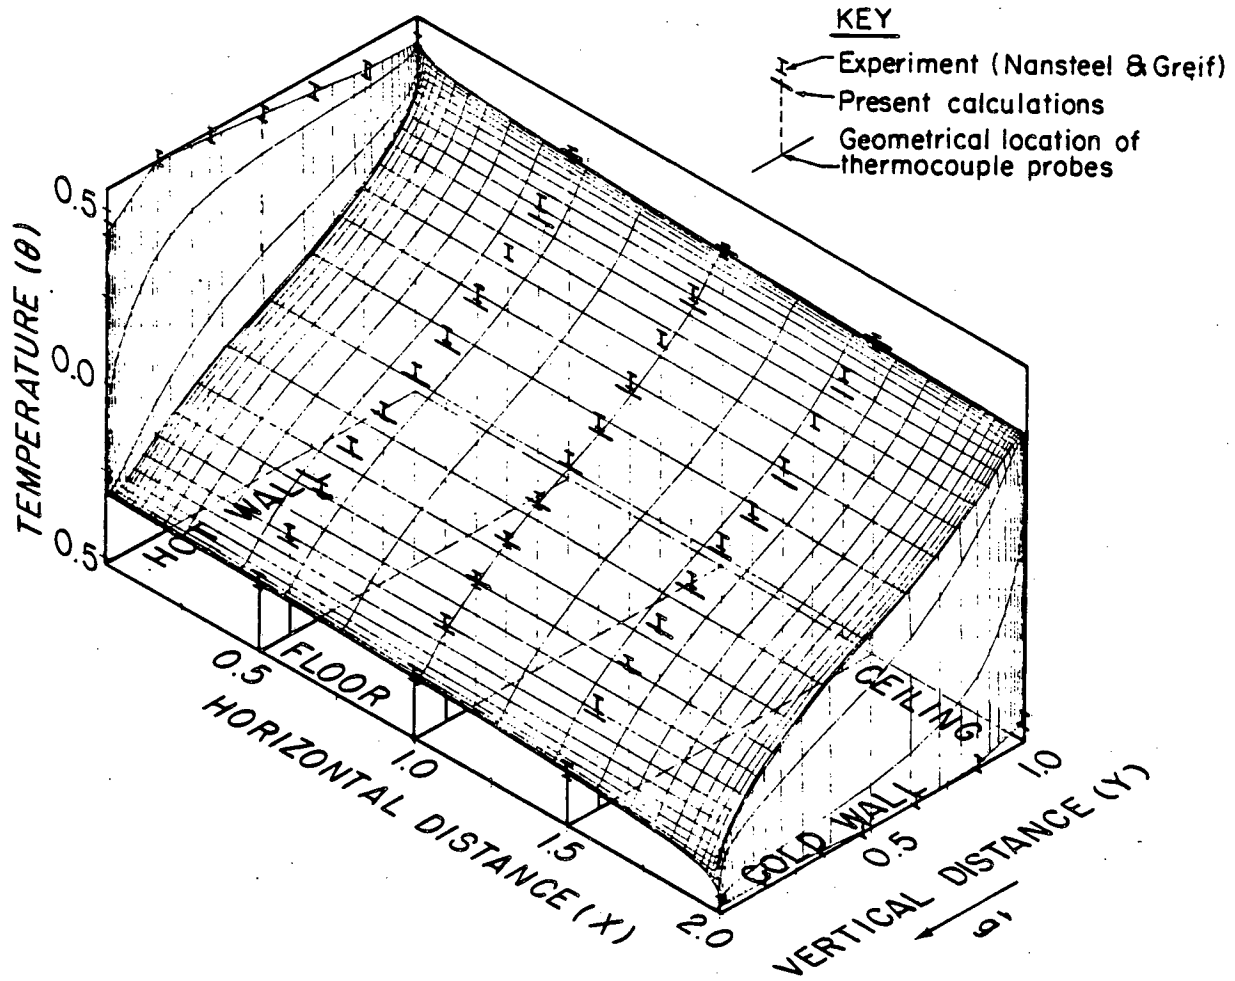 KEY
Experiment (Nansteel & Greif)
Present calculations
Geometrical location of
thermocouple probes
TEMPERATURE (θ)
0.5
0.0
0.5
HOT WALL
FLOOR
CEILING
COLD WALL
0.5
1.0
1.5
2.0
HORIZONTAL DISTANCE (X)
0.5
1.0
VERTICAL DISTANCE (Y)
g